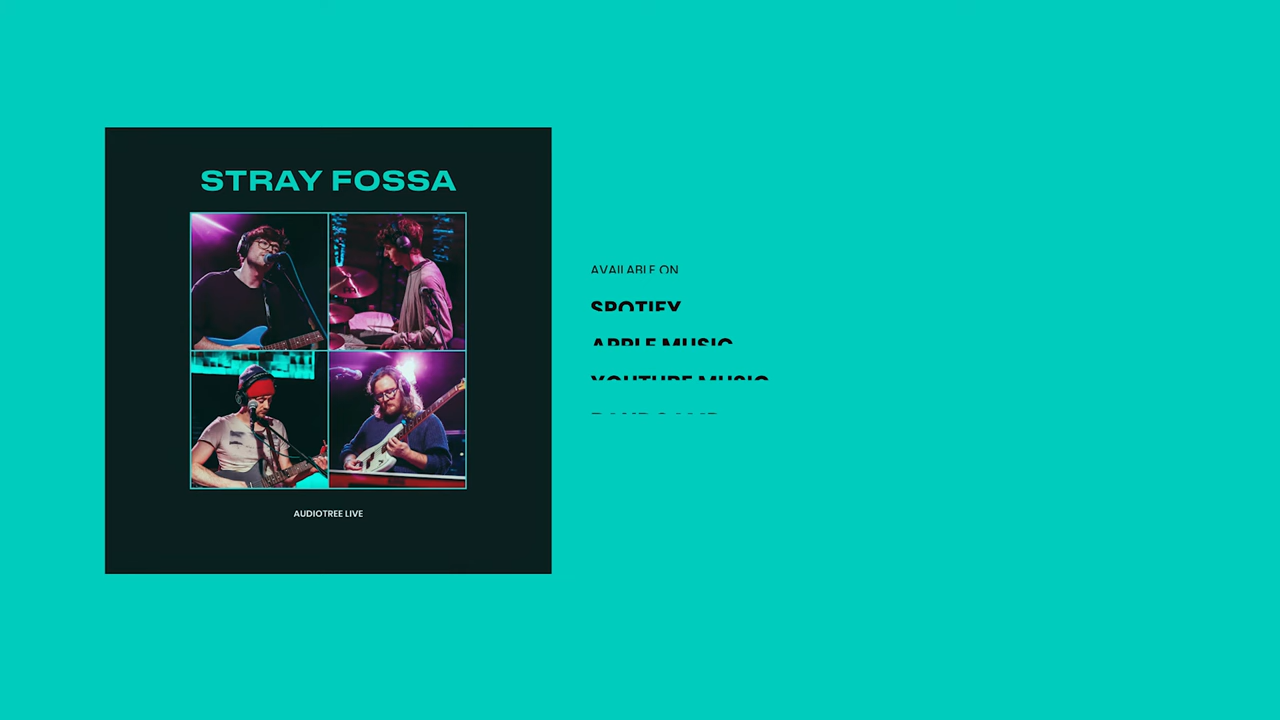 STRAY FOSSA
AUDIOTREE LIVE
AVAILABLE ON
SPOTIFY
APPLE MUSIC
YOUTUBE MUSIC